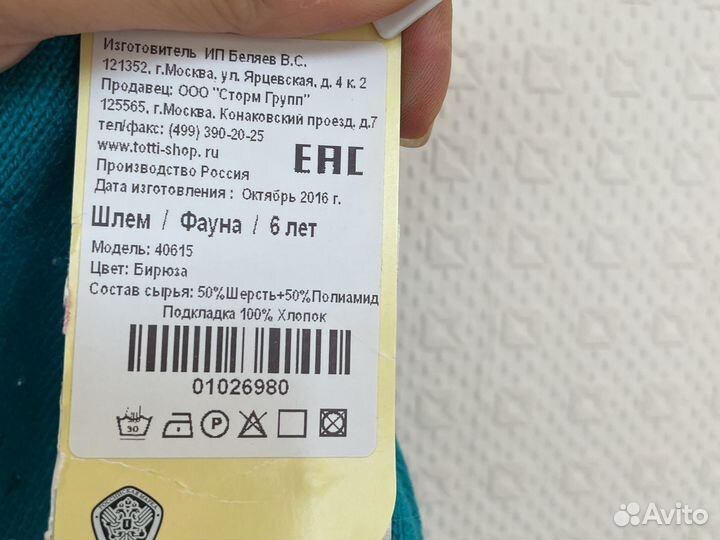 Изготовитель ИП Беляев В.С.
121352, г.Москва, ул. Ярцевская, д. 4 к. 2
Продавец: ООО "Сторм Групп"
125565, г.Москва. Конаковский проезд, д.7
тел/факс: (499) 390-20-25
www.totti-shop. ru
ЕАС
Производство Россия
Дата изготовления : Октябрь 2016 г.
Шлем / Фауна / 6 лет
Модель: 40615
Цвет: Бирюза
Состав сырья: 50%Шерсть+50%Полиамид
Подкладка 100% Хлопок
01026980
30 P
Avito